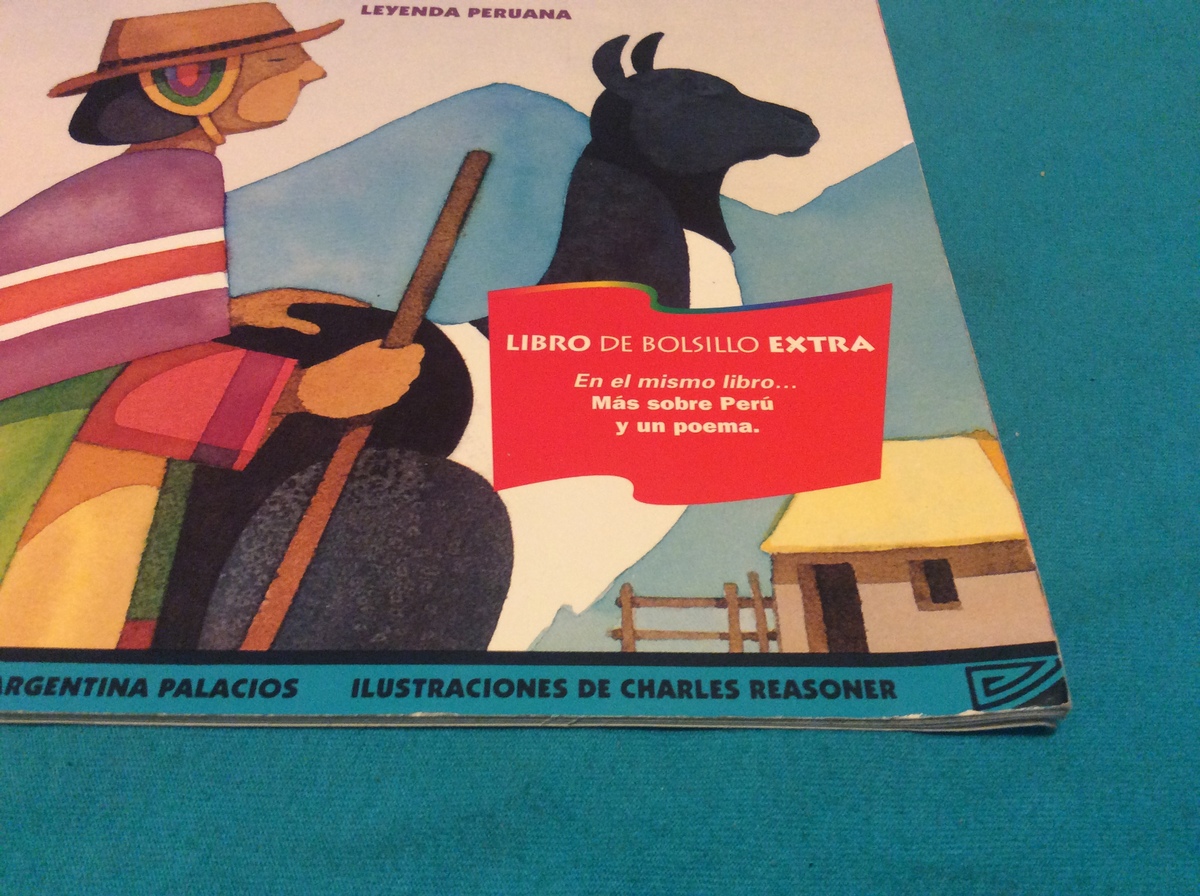 LEYENDA PERUANA
LIBRO DE BOLSILLO EXTRA
En el mismo libro...
Más sobre Perú
y un poema.
ARGENTINA PALACIOS ILUSTRACIONES DE CHARLES REASONER